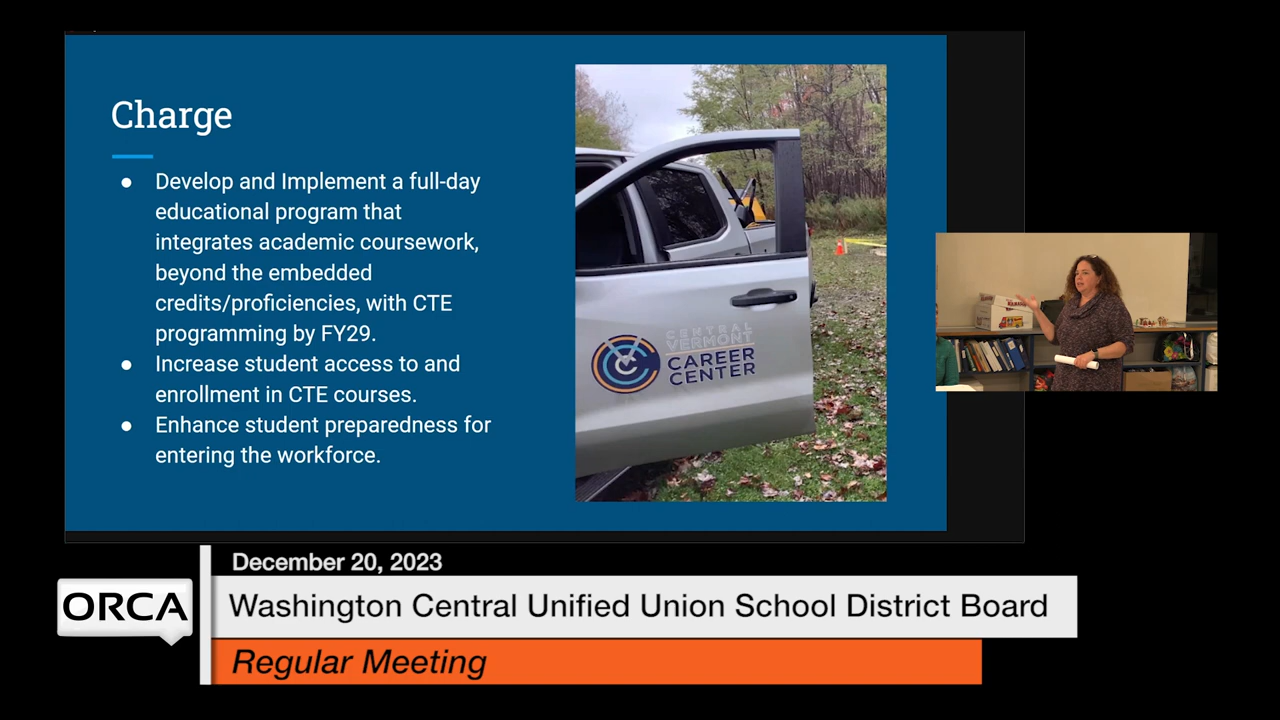 Charge
● Develop and Implement a full-day
educational program that
integrates academic coursework,
beyond the embedded
credits/proficiencies, with CTE
programming by FY29.
● Increase student access to and
enrollment in CTE courses.
● Enhance student preparedness for
entering the workforce.
CENTRAL
VERMONT
CAREER
CENTER
December 20, 2023
ORCA
Washington Central Unified Union School District Board
Regular Meeting